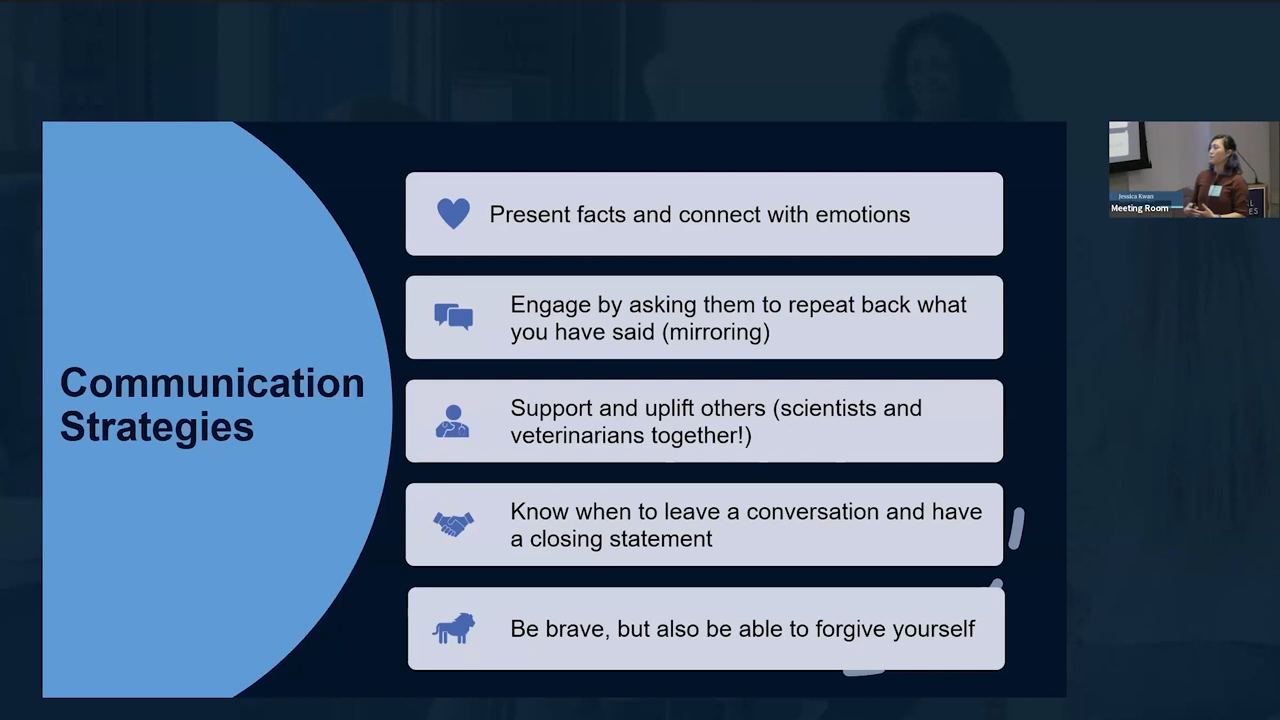 Communication
Strategies
Present facts and connect with emotions
Engage by asking them to repeat back what
you have said (mirroring)
Support and uplift others (scientists and
veterinarians together!)
Know when to leave a conversation and have
a closing statement
Be brave, but also be able to forgive yourself
Jessica Kwan
Meeting Room